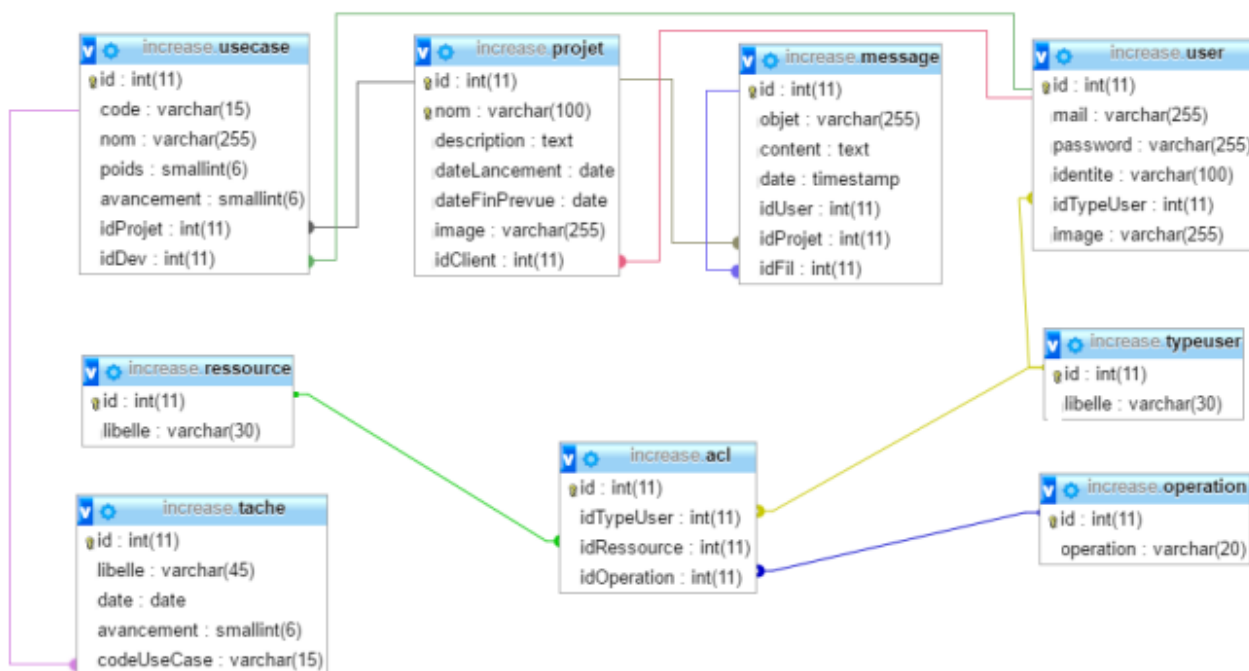 increase.usecase
id : int(11)
code : varchar(15)
nom : varchar(255)
poids : smallint(6)
avancement : smallint(6)
idProjet : int(11)
idDev : int(11)
increase.projet
id : int(11)
nom : varchar(100)
description : text
dateLancement : date
dateFinPrevue : date
image : varchar(255)
idClient : int(11)
increase.message
id : int(11)
objet : varchar(255)
content : text
date : timestamp
idUser : int(11)
idProjet : int(11)
idFil : int(11)
increase.user
id : int(11)
mail : varchar(255)
password : varchar(255)
identite : varchar(100)
idTypeUser : int(11)
image : varchar(255)
increase.ressource
id : int(11)
libelle : varchar(30)
increase.typeuser
id : int(11)
libelle : varchar(30)
increase.acl
id : int(11)
idTypeUser : int(11)
idRessource : int(11)
idOperation : int(11)
increase.operation
id : int(11)
operation : varchar(20)
increase.tache
id : int(11)
libelle : varchar(45)
date : date
avancement : smallint(6)
codeUseCase : varchar(15)